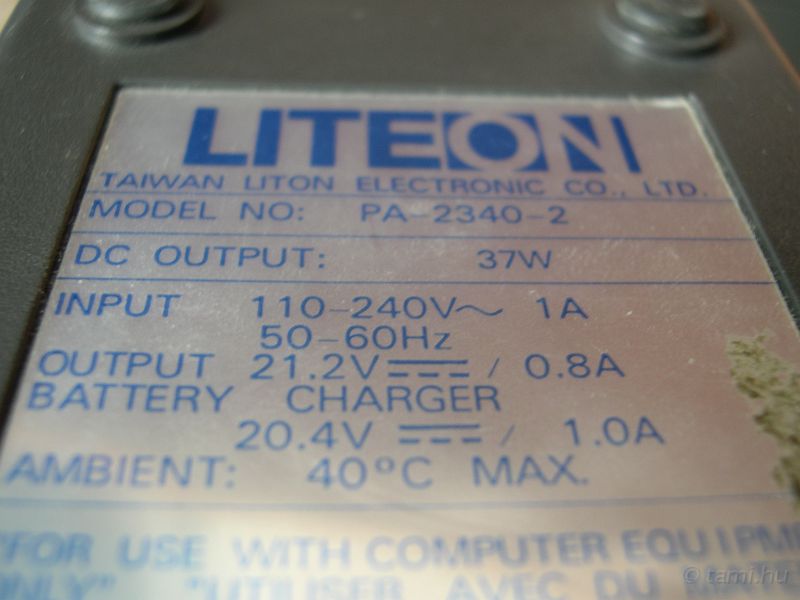 LITEON
TAIWAN LITON ELECTRONIC CO., LTD.
MODEL NO: PA-2340-2
DC OUTPUT: 37W
INPUT 110-240V~ 1A
50-60Hz
OUTPUT 21.2V⎓/ 0.8A
BATTERY CHARGER
20.4V⎓/ 1.0A
AMBIENT: 40°C MAX.
"FOR USE WITH COMPUTER EQUIPME
ONLY" "UTILISER AVEC DU
© tami.hu